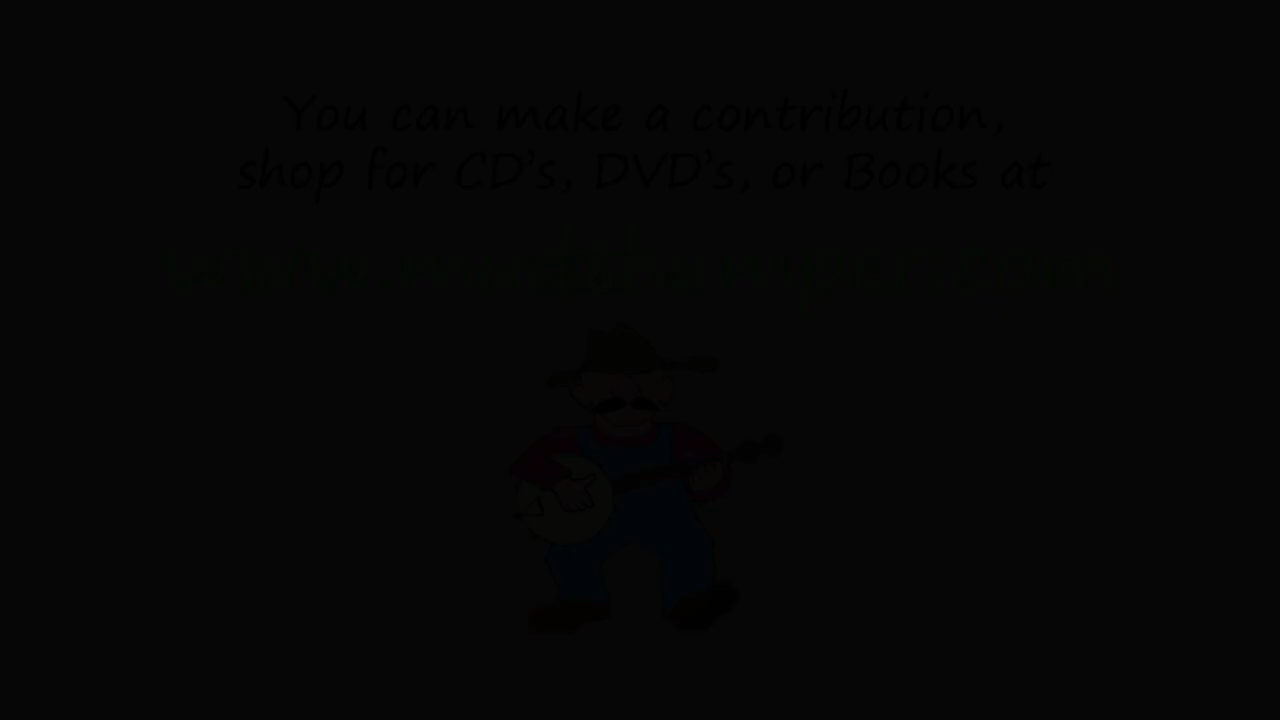 You can make a contribution,
shop for CD's, DVD's, or Books at